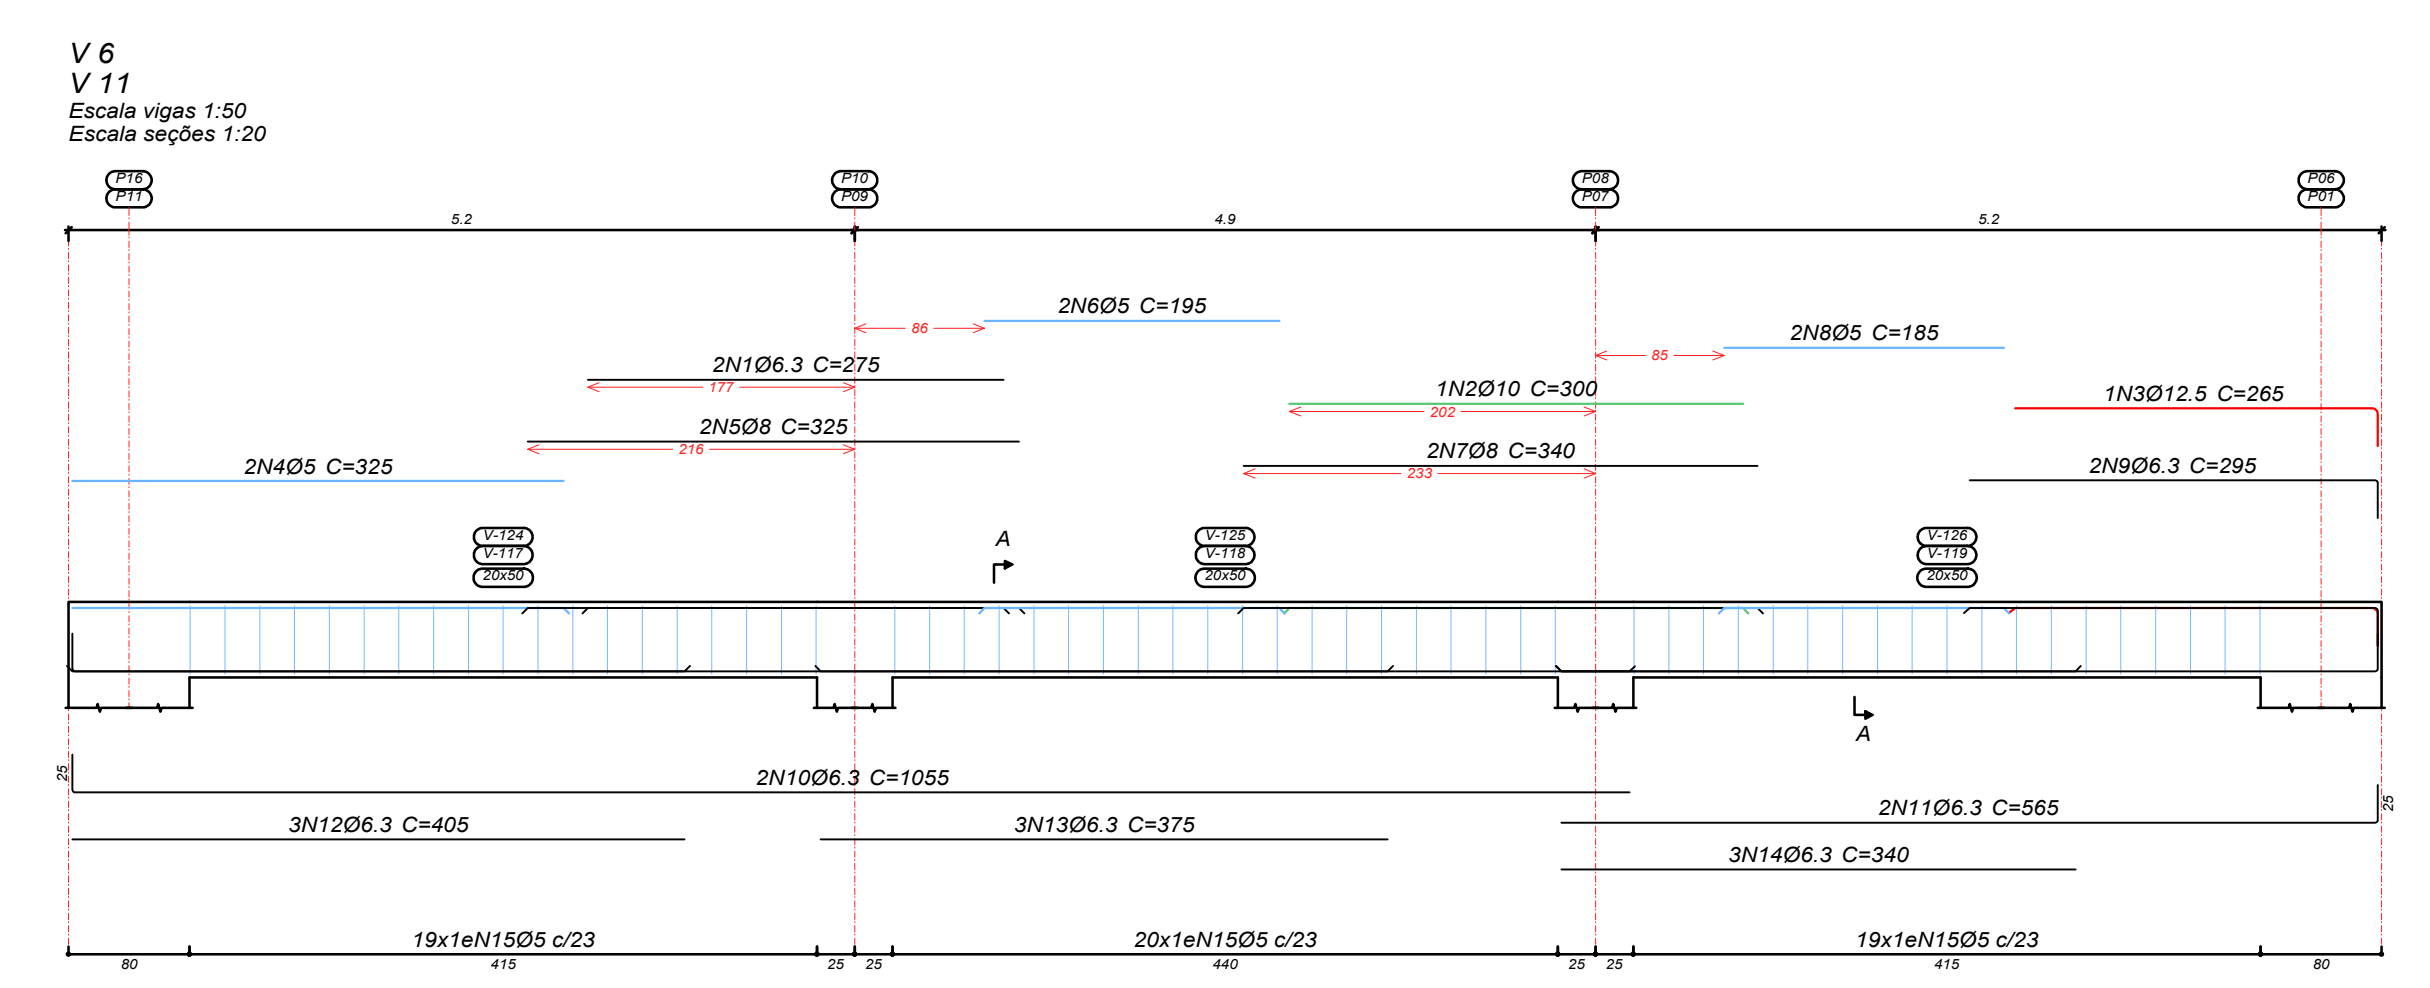 V 6
V 11
Escala vigas 1:50
Escala seções 1:20
P16
P11
P10
P09
P08
P07
P06
P01
5.2
4.9
5.2
2N6Ø5 C=195
86
2N8Ø5 C=185
85
2N1Ø6.3 C=275
177
1N2Ø10 C=300
202
1N3Ø12.5 C=265
2N5Ø8 C=325
216
2N7Ø8 C=340
233
2N4Ø5 C=325
2N9Ø6.3 C=295
V-124
V-117
20x50
A
V-125
V-118
20x50
V-126
V-119
20x50
A
25
2N10Ø6.3 C=1055
2N11Ø6.3 C=565
25
3N12Ø6.3 C=405
3N13Ø6.3 C=375
3N14Ø6.3 C=340
19x1eN15Ø5 c/23
20x1eN15Ø5 c/23
19x1eN15Ø5 c/23
80
415
25
25
440
25
25
415
80